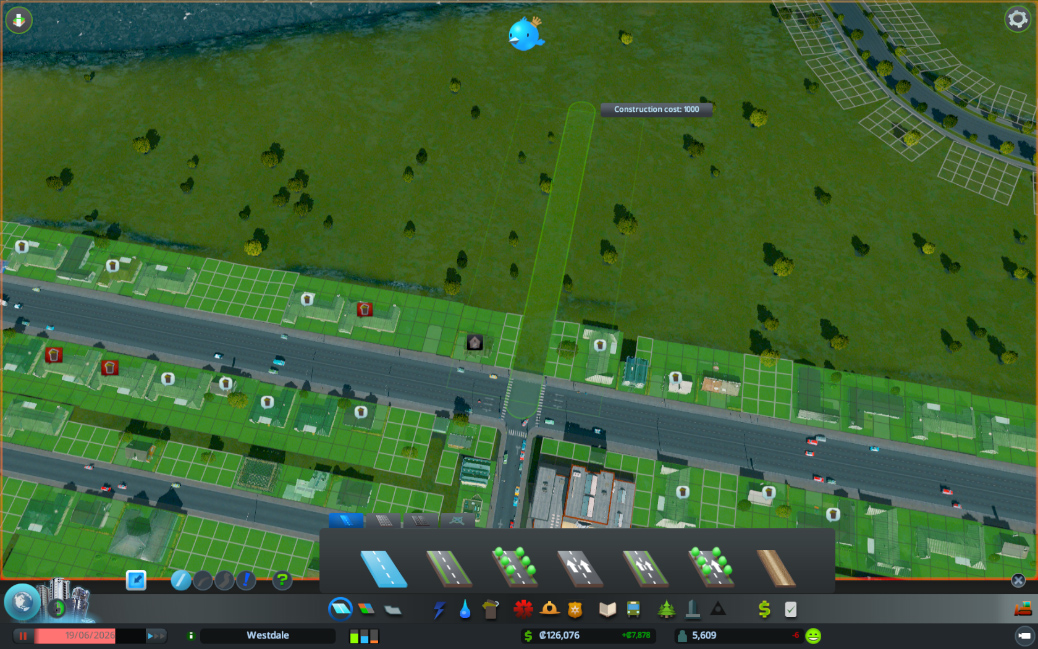 Construction cost: 1000
?
19/06/2026
Westdale
$ ₡126,076 +₡7,878
5,609 -6